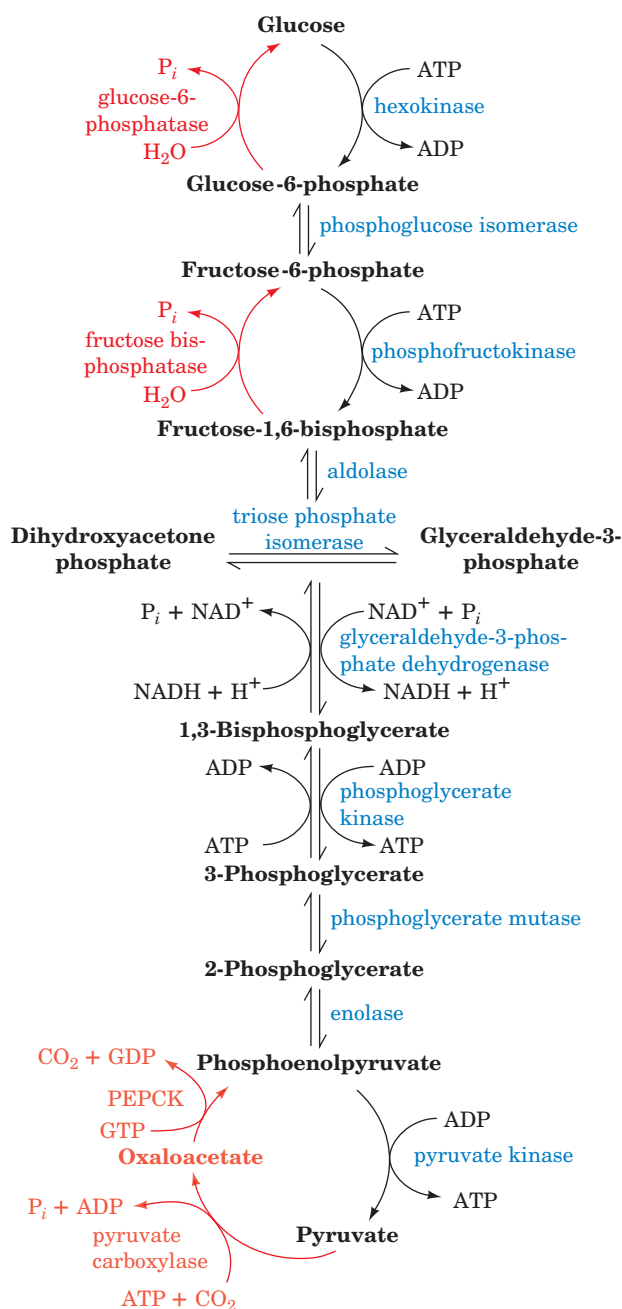 Glucose
P𝑖
ATP
glucose-6-
phosphatase
hexokinase
H₂O
ADP
Glucose-6-phosphate
phosphoglucose isomerase
Fructose-6-phosphate
P𝑖
ATP
fructose bis-
phosphatase
phosphofructokinase
H₂O
ADP
Fructose-1,6-bisphosphate
aldolase
Dihydroxyacetone
phosphate
triose phosphate
isomerase
Glyceraldehyde-3-
phosphate
P𝑖 + NAD⁺
NAD⁺ + P𝑖
glyceraldehyde-3-phos-
phate dehydrogenase
NADH + H⁺
NADH + H⁺
1,3-Bisphosphoglycerate
ADP
ADP
phosphoglycerate
kinase
ATP
ATP
3-Phosphoglycerate
phosphoglycerate mutase
2-Phosphoglycerate
enolase
Phosphoenolpyruvate
CO₂ + GDP
PEPCK
GTP
ADP
Oxaloacetate
pyruvate kinase
ATP
P𝑖 + ADP
Pyruvate
pyruvate
carboxylase
ATP + CO₂